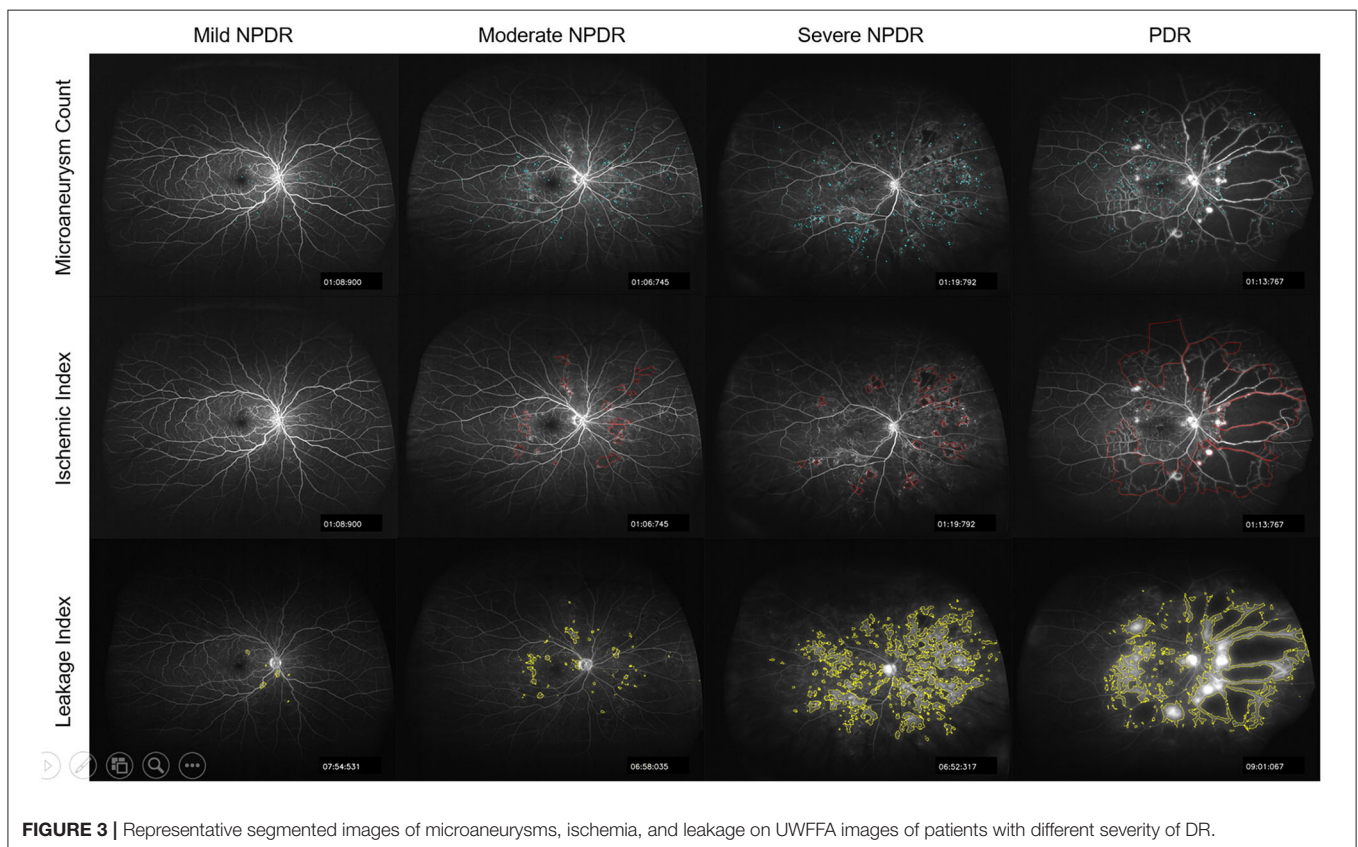 Mild NPDR Moderate NPDR Severe NPDR PDR
Microaneurysm Count
01:08:900 01:06:745 01:19:792 01:13:767
Ischemic Index
01:08:900 01:06:745 01:19:792 01:13:767
Leakage Index
07:54:531 06:58:035 06:52:317 09:01:067
FIGURE 3 | Representative segmented images of microaneurysms, ischemia, and leakage on UWFFA images of patients with different severity of DR.